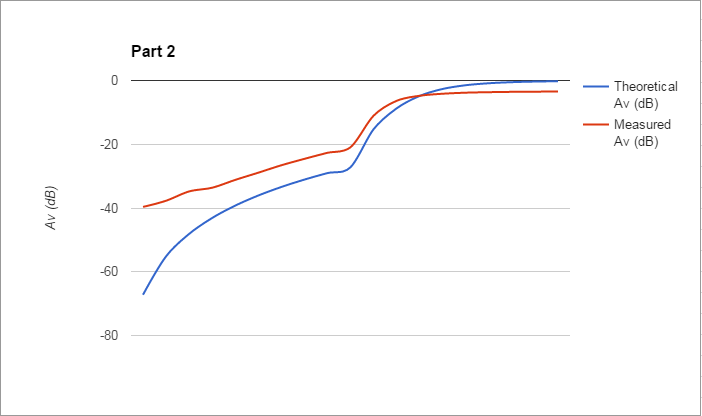 Part 2
0
-20
-40
-60
-80
Av (dB)
Theoretical
Av (dB)
Measured
Av (dB)